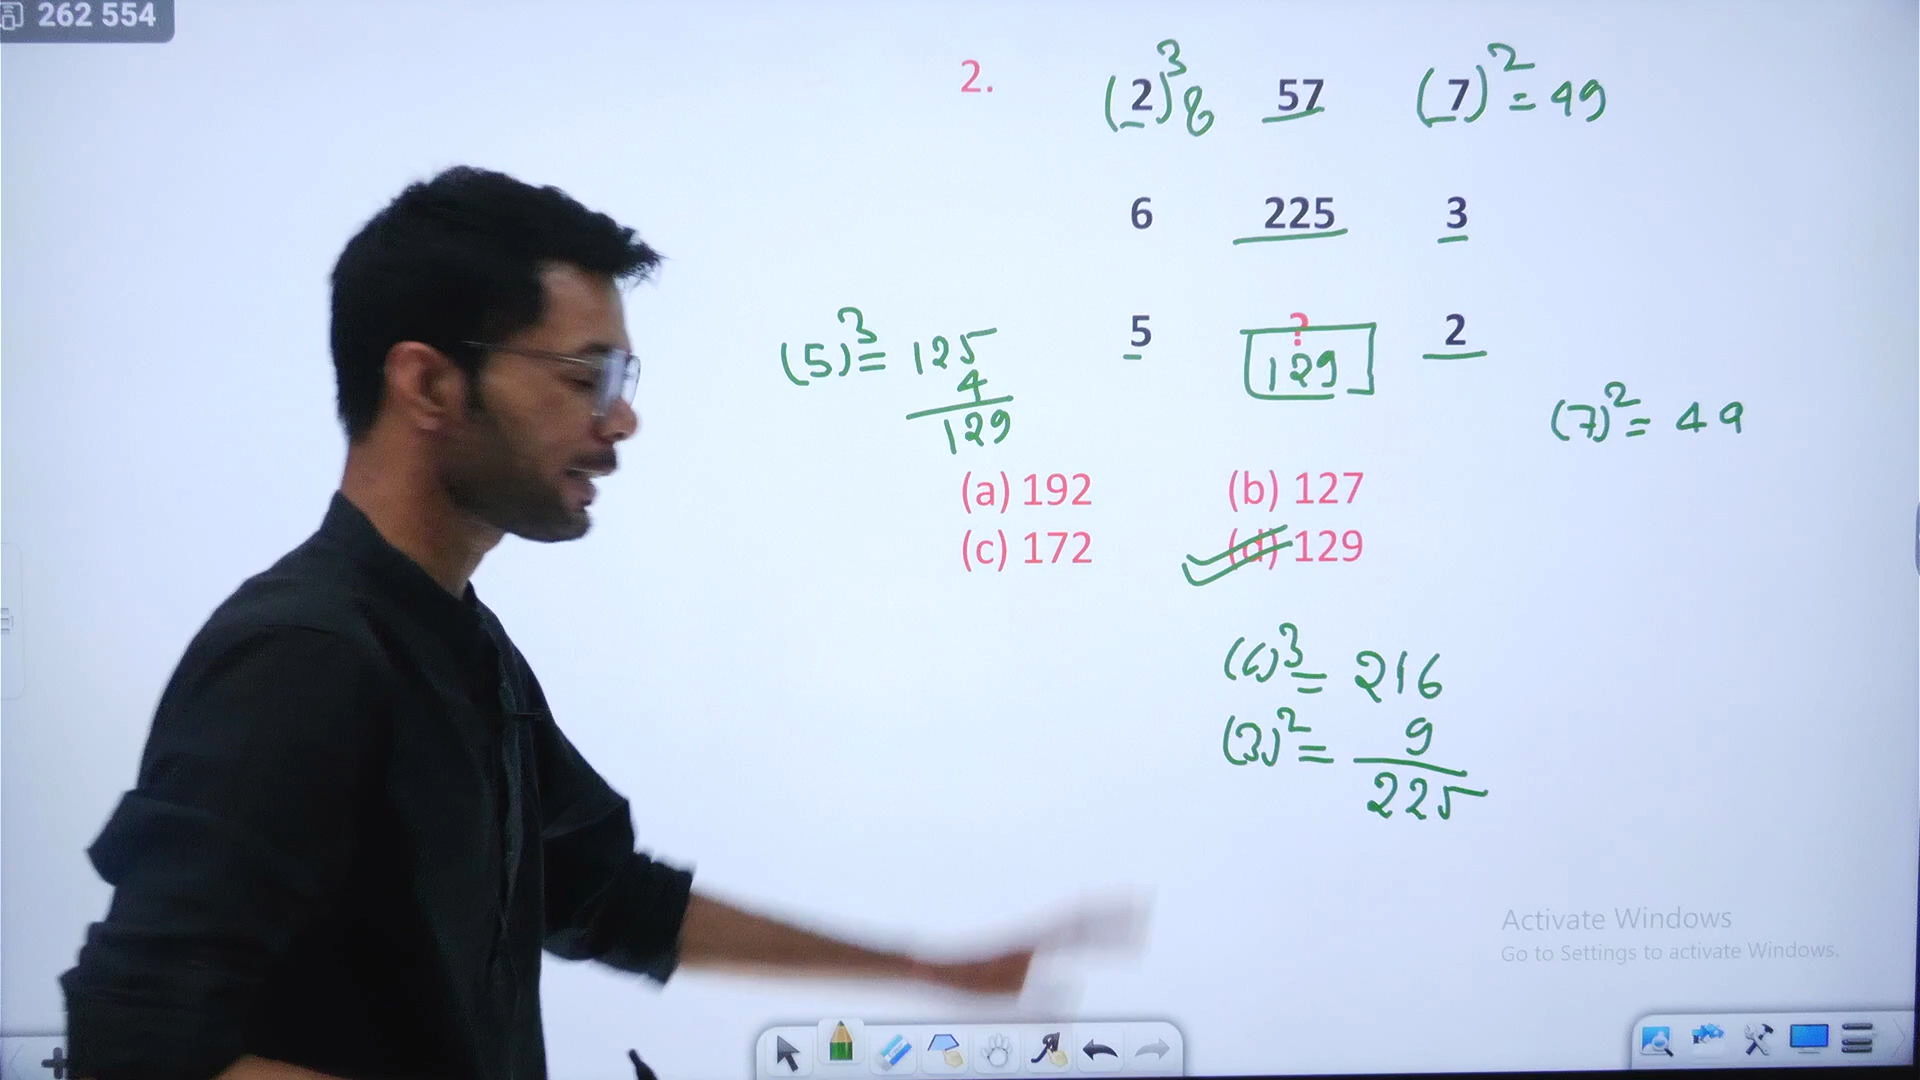 262 554
2. (2)³ 8 57 (7)² = 49
6 225 3
5 ? 2
129
(5)³ = 125
4
129
(7)² = 49
(a) 192 (b) 127
(c) 172 (d) 129
(6)³ = 216
(3)² = 9
225
Activate Windows
Go to Settings to activate Windows.